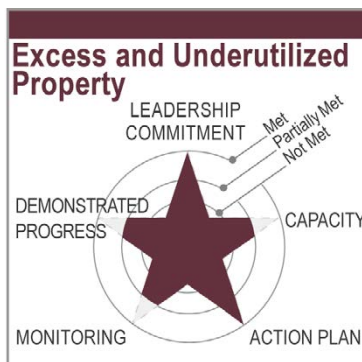 Excess and Underutilized
Property
LEADERSHIP
COMMITMENT
Met
Partially Met
Not Met
DEMONSTRATED
PROGRESS
CAPACITY
MONITORING
ACTION PLAN